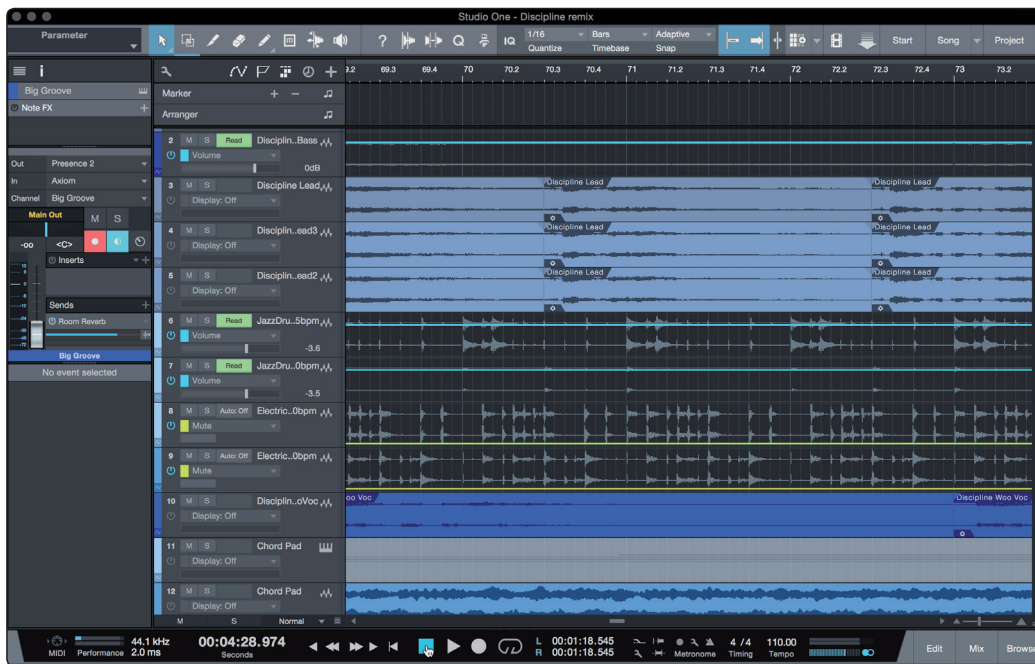 Studio One - Discipline remix
Parameter
? Q IQ 1/16 Bars Adaptive Start Song Project
Quantize Timebase Snap
i
9.2 69.3 69.4 70 70.2 70.3 70.4 71 71.2 71.3 71.4 72 72.2 72.3 72.4 73 73.2
Big Groove
Marker + −
Note FX +
Arranger
2 M S Read Disciplin..Bass
Volume
0dB
Out Presence 2
In Axiom
Channel Big Groove
Main Out M S
-oo <C>
Inserts
Sends +
Room Reverb
Big Groove
No event selected
3 M S Discipline Lead
Display: Off
Discipline Lead Discipline Lead
4 M S Disciplin..ead3
Display: Off
Discipline Lead Discipline Lead
5 M S Disciplin..ead2
Display: Off
Discipline Lead Discipline Lead
6 M S Read JazzDru..5bpm
Volume
-3.6
7 M S Read JazzDru..0bpm
Volume
-3.5
8 M S Auto: Off Electric..0bpm
Mute
9 M S Auto: Off Electric..0bpm
Mute
10 M S Disciplin..oVoc
Display: Off
oo Voc Discipline Woo Voc
11 M S Chord Pad
Display: Off
12 M S Chord Pad
Display: Off
M S Normal
MIDI Performance 44.1 kHz 2.0 ms
00:04:28.974
Seconds
L 00:01:18.545
R 00:01:18.545
Metronome
4 / 4
Timing
110.00
Tempo
Edit Mix Brows